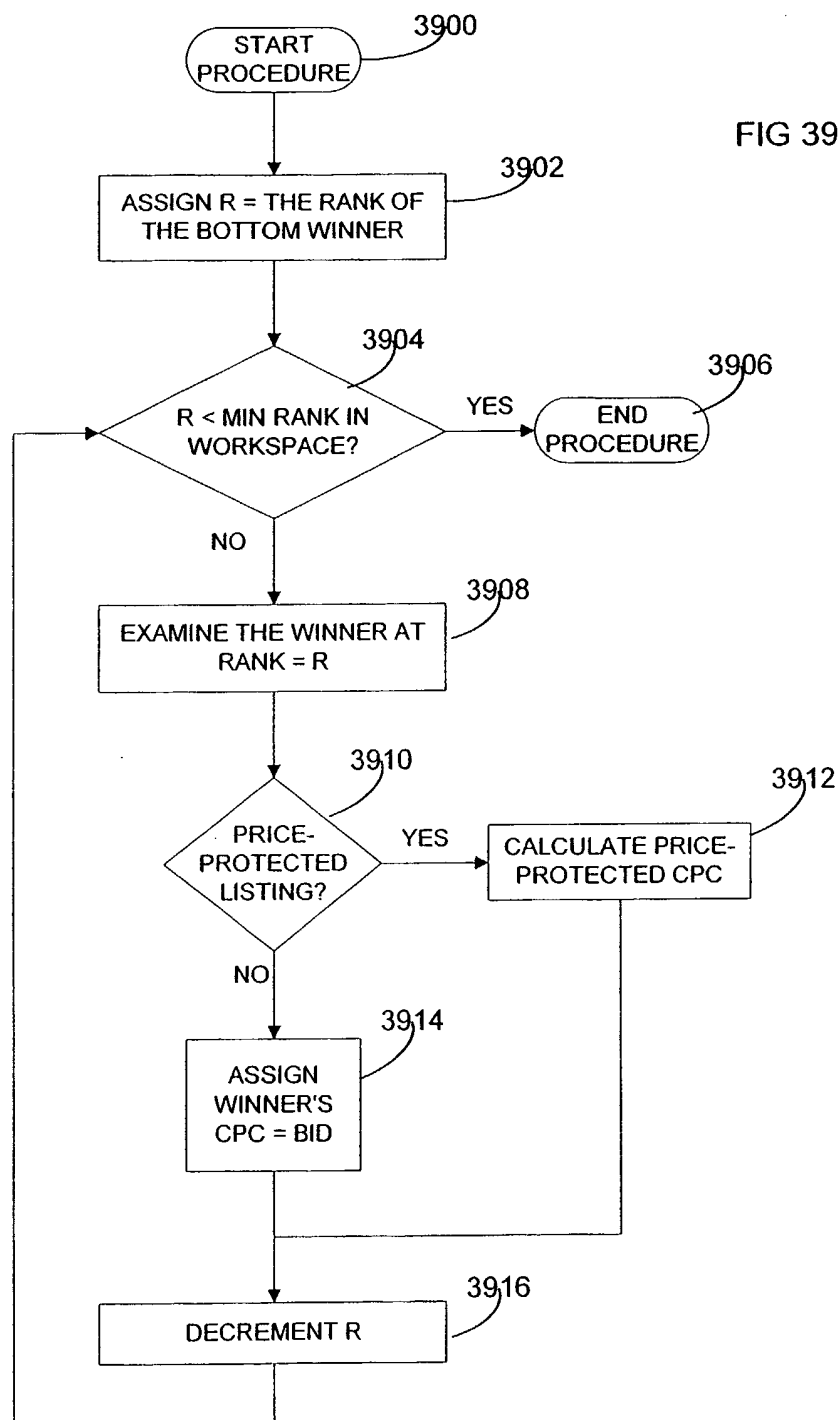 3900
START
PROCEDURE
FIG 39
3902
ASSIGN R = THE RANK OF
THE BOTTOM WINNER
3904
R < MIN RANK IN
WORKSPACE?
YES
3906
END
PROCEDURE
NO
3908
EXAMINE THE WINNER AT
RANK = R
3910
PRICE-
PROTECTED
LISTING?
YES
3912
CALCULATE PRICE-
PROTECTED CPC
NO
3914
ASSIGN
WINNER'S
CPC = BID
3916
DECREMENT R